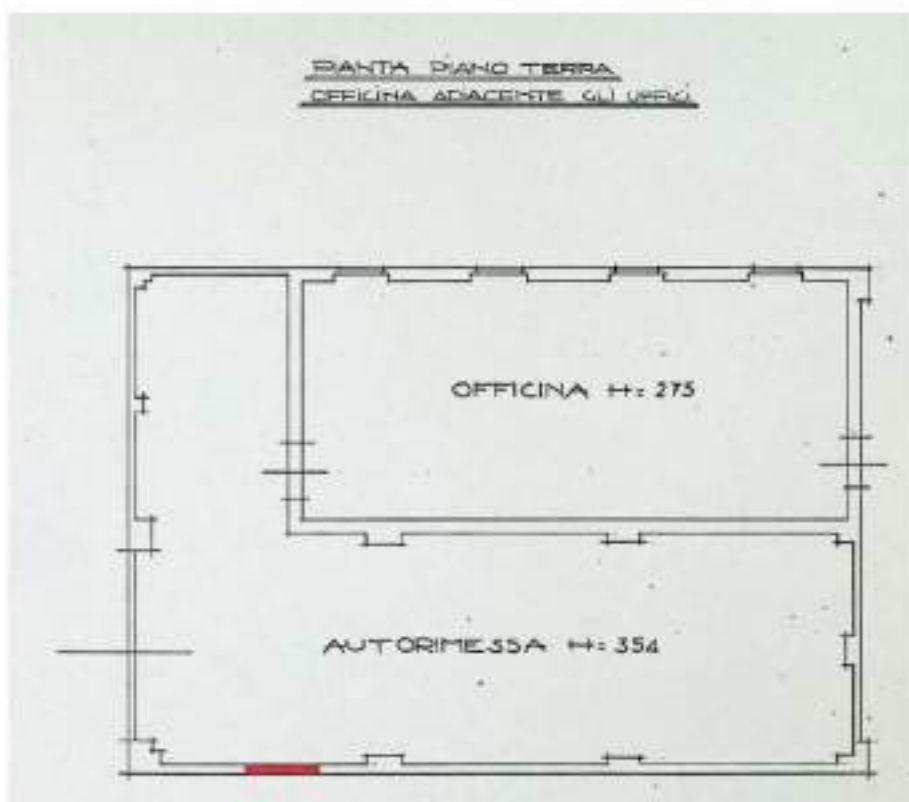 PIANTA PIANO TERRA
OFFICINA ADIACENTE GLI UFFICI
OFFICINA H= 275
AUTORIMESSA H= 354